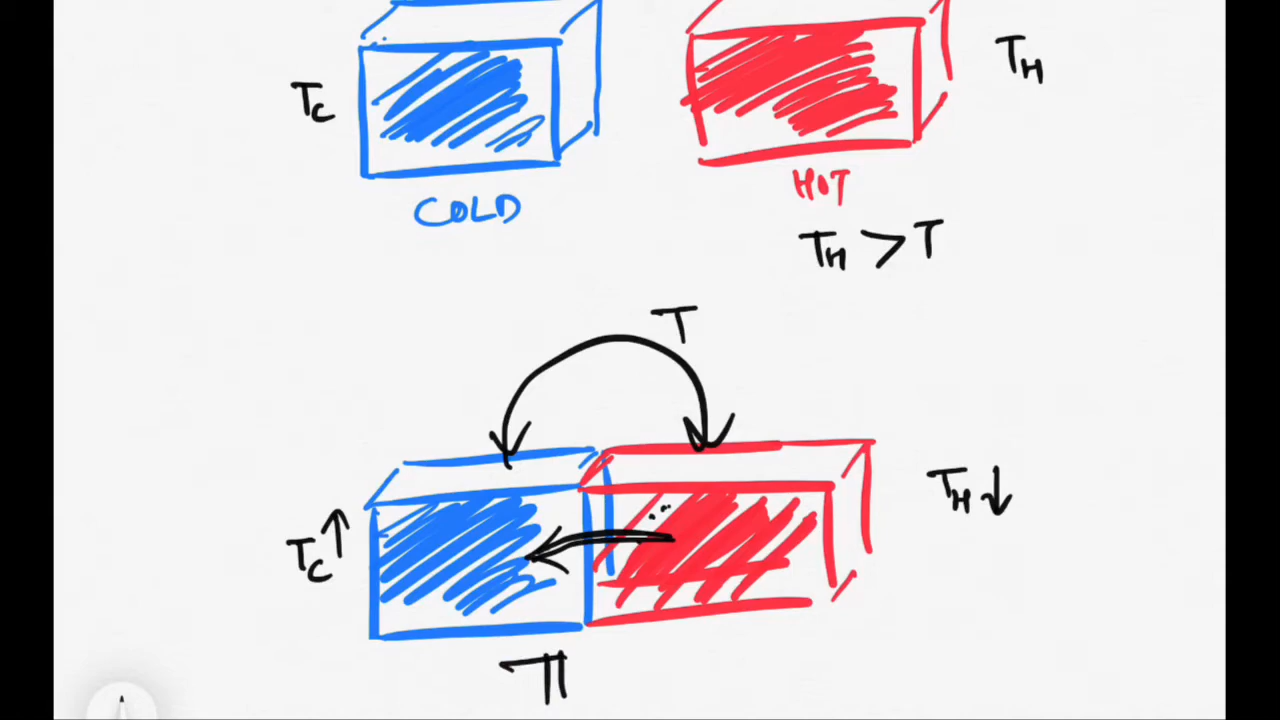 T_C
T_H
COLD
HOT
T_H > T
T
T_H ↓
T_C ↑